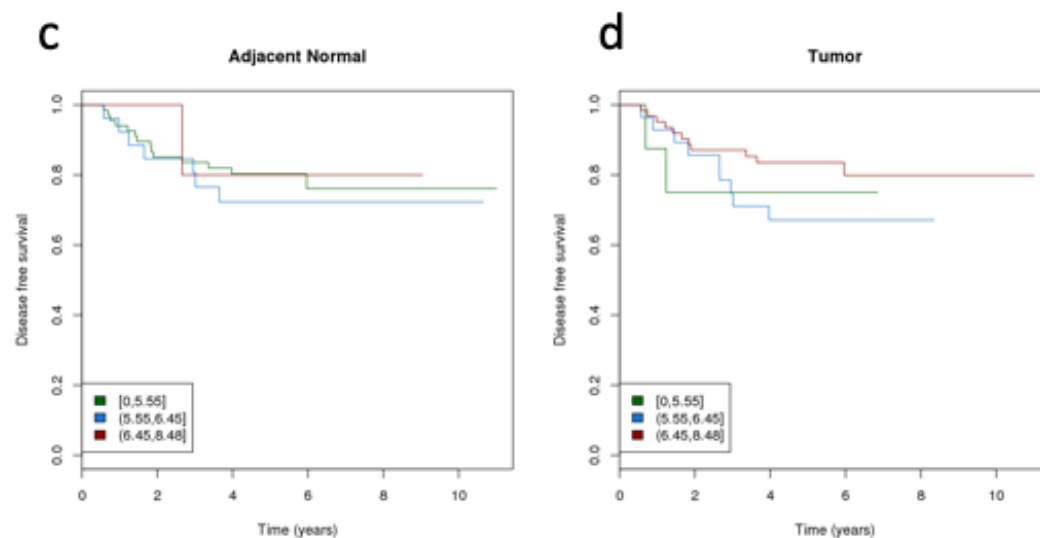 c
Adjacent Normal
Disease free survival
1.0
0.8
0.6
0.4
0.2
0.0
[0,5.55]
(5.55,6.45]
(6.45,8.48]
0 2 4 6 8 10
Time (years)
d
Tumor
Disease free survival
1.0
0.8
0.6
0.4
0.2
0.0
[0,5.55]
(5.55,6.45]
(6.45,8.48]
0 2 4 6 8 10
Time (years)